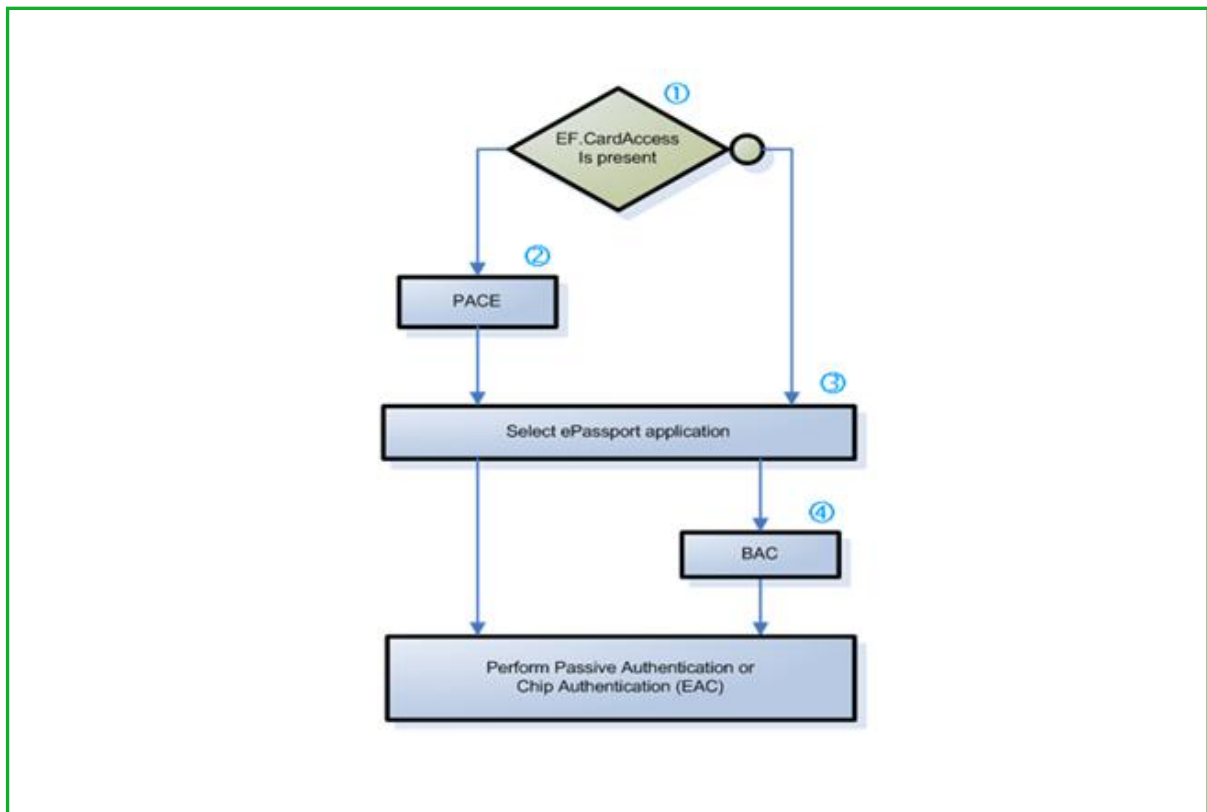 ①
EF.CardAccess
Is present
②
PACE
③
Select ePassport application
④
BAC
Perform Passive Authentication or
Chip Authentication (EAC)